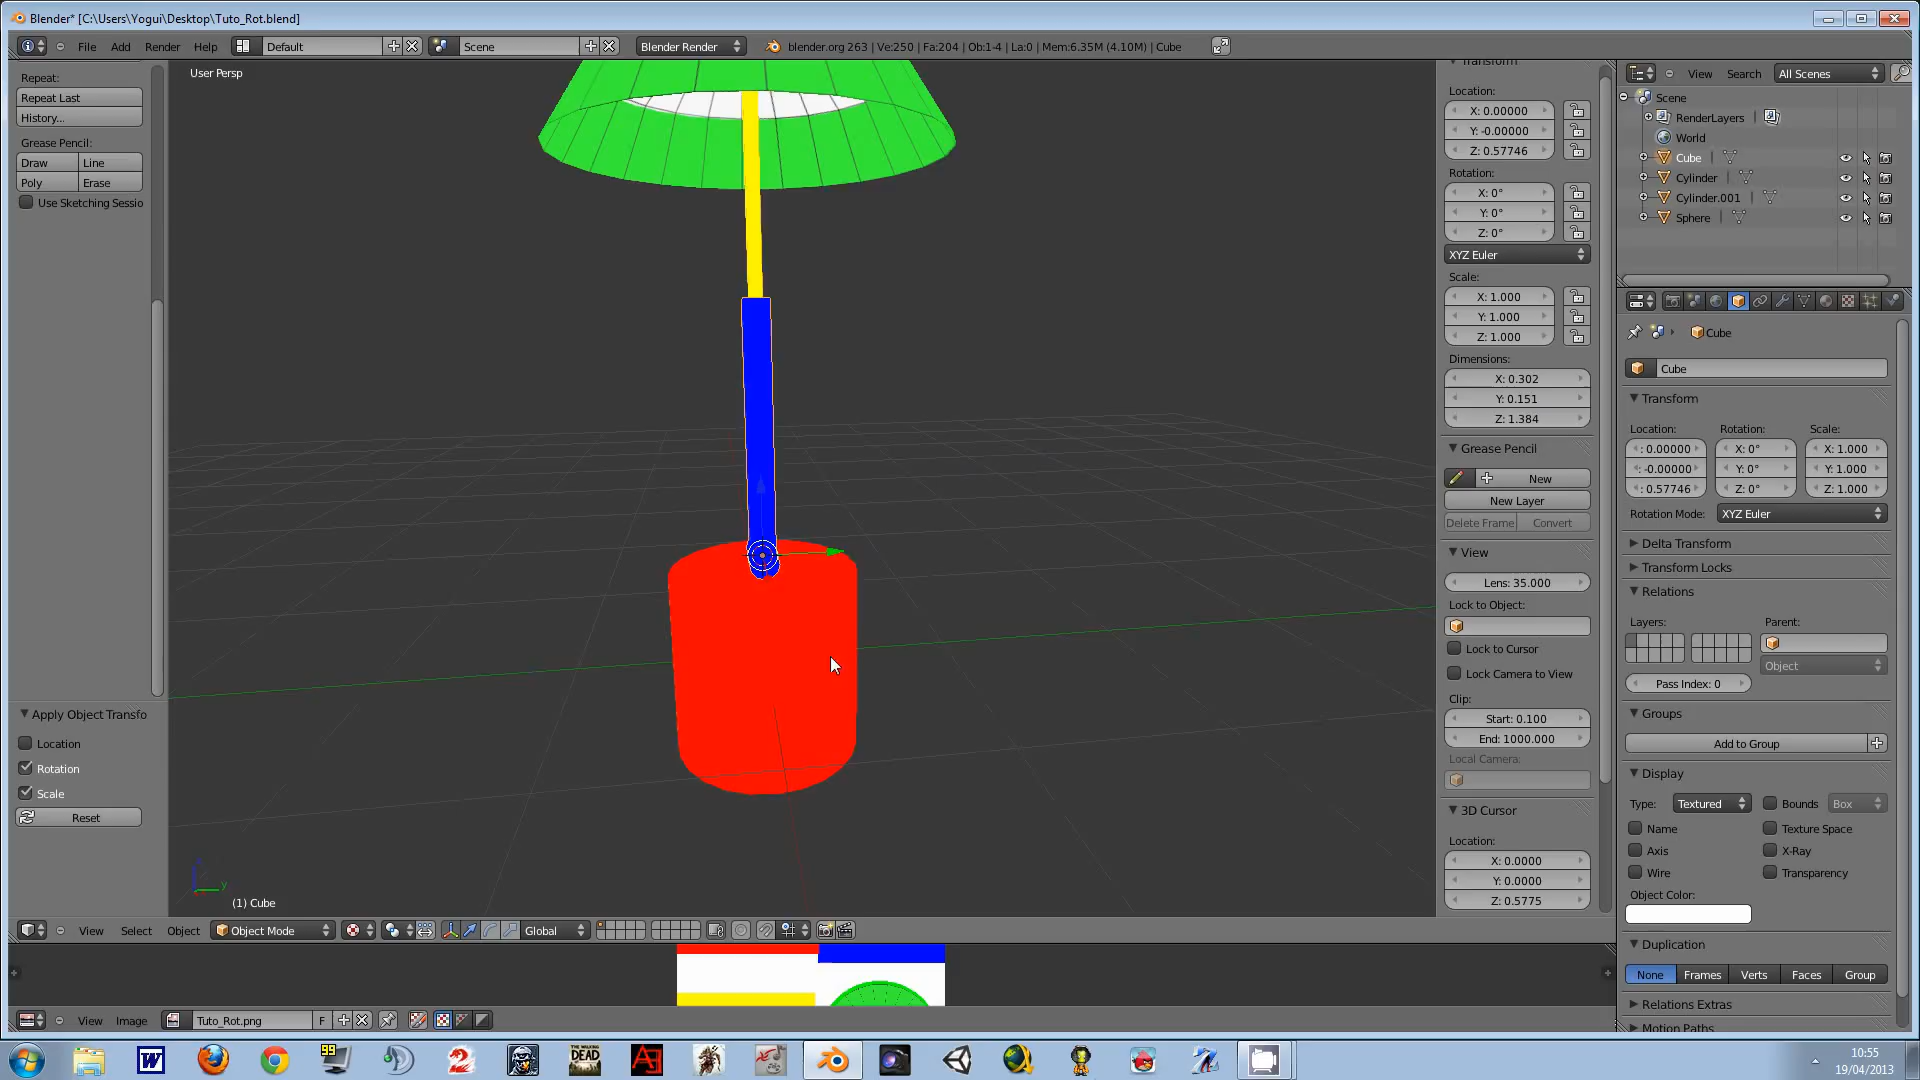 Blender* [C:\Users\Yogui\Desktop\Tuto_Rot.blend]
File Add Render Help Default Scene Blender Render blender.org 263 | Ve:250 | Fa:204 | Ob:1-4 | La:0 | Mem:6.35M (4.10M) | Cube
User Persp
Repeat:
Repeat Last
History...
Grease Pencil:
Draw Line
Poly Erase
Use Sketching Sessio
Apply Object Transfo
Location
Rotation
Scale
Reset
y
(1) Cube
View Select Object Object Mode Global
View Image Tuto_Rot.png F
Transform
Location:
X: 0.00000
Y: -0.00000
Z: 0.57746
Rotation:
X: 0°
Y: 0°
Z: 0°
XYZ Euler
Scale:
X: 1.000
Y: 1.000
Z: 1.000
Dimensions:
X: 0.302
Y: 0.151
Z: 1.384
Grease Pencil
New
New Layer
Delete Frame Convert
View
Lens: 35.000
Lock to Object:
Lock to Cursor
Lock Camera to View
Clip:
Start: 0.100
End: 1000.000
Local Camera:
3D Cursor
Location:
X: 0.0000
Y: 0.0000
Z: 0.5775
View Search All Scenes
Scene
RenderLayers
World
Cube
Cylinder
Cylinder.001
Sphere
Cube
Cube
Transform
Location: Rotation: Scale:
: 0.00000 X: 0° X: 1.000
: -0.00000 Y: 0° Y: 1.000
: 0.57746 Z: 0° Z: 1.000
Rotation Mode: XYZ Euler
Delta Transform
Transform Locks
Relations
Layers: Parent:
Object
Pass Index: 0
Groups
Add to Group
Display
Type: Textured Bounds Box
Name Texture Space
Axis X-Ray
Wire Transparency
Object Color:
Duplication
None Frames Verts Faces Group
Relations Extras
Motion Paths
99
W
2
THE WALKING DEAD
10:55
19/04/2013